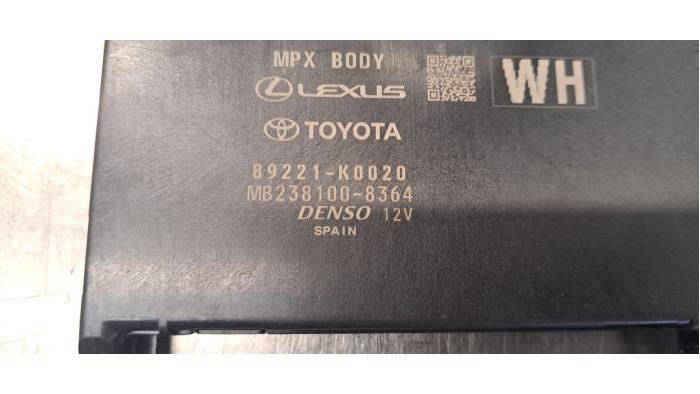 MPX BODY
WH
LEXUS
TOYOTA
89221-K0020
MB238100-8364
DENSO 12V
SPAIN